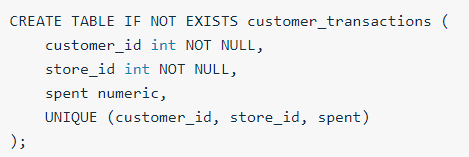 CREATE TABLE IF NOT EXISTS customer_transactions (
    customer_id int NOT NULL,
    store_id int NOT NULL,
    spent numeric,
    UNIQUE (customer_id, store_id, spent)
);